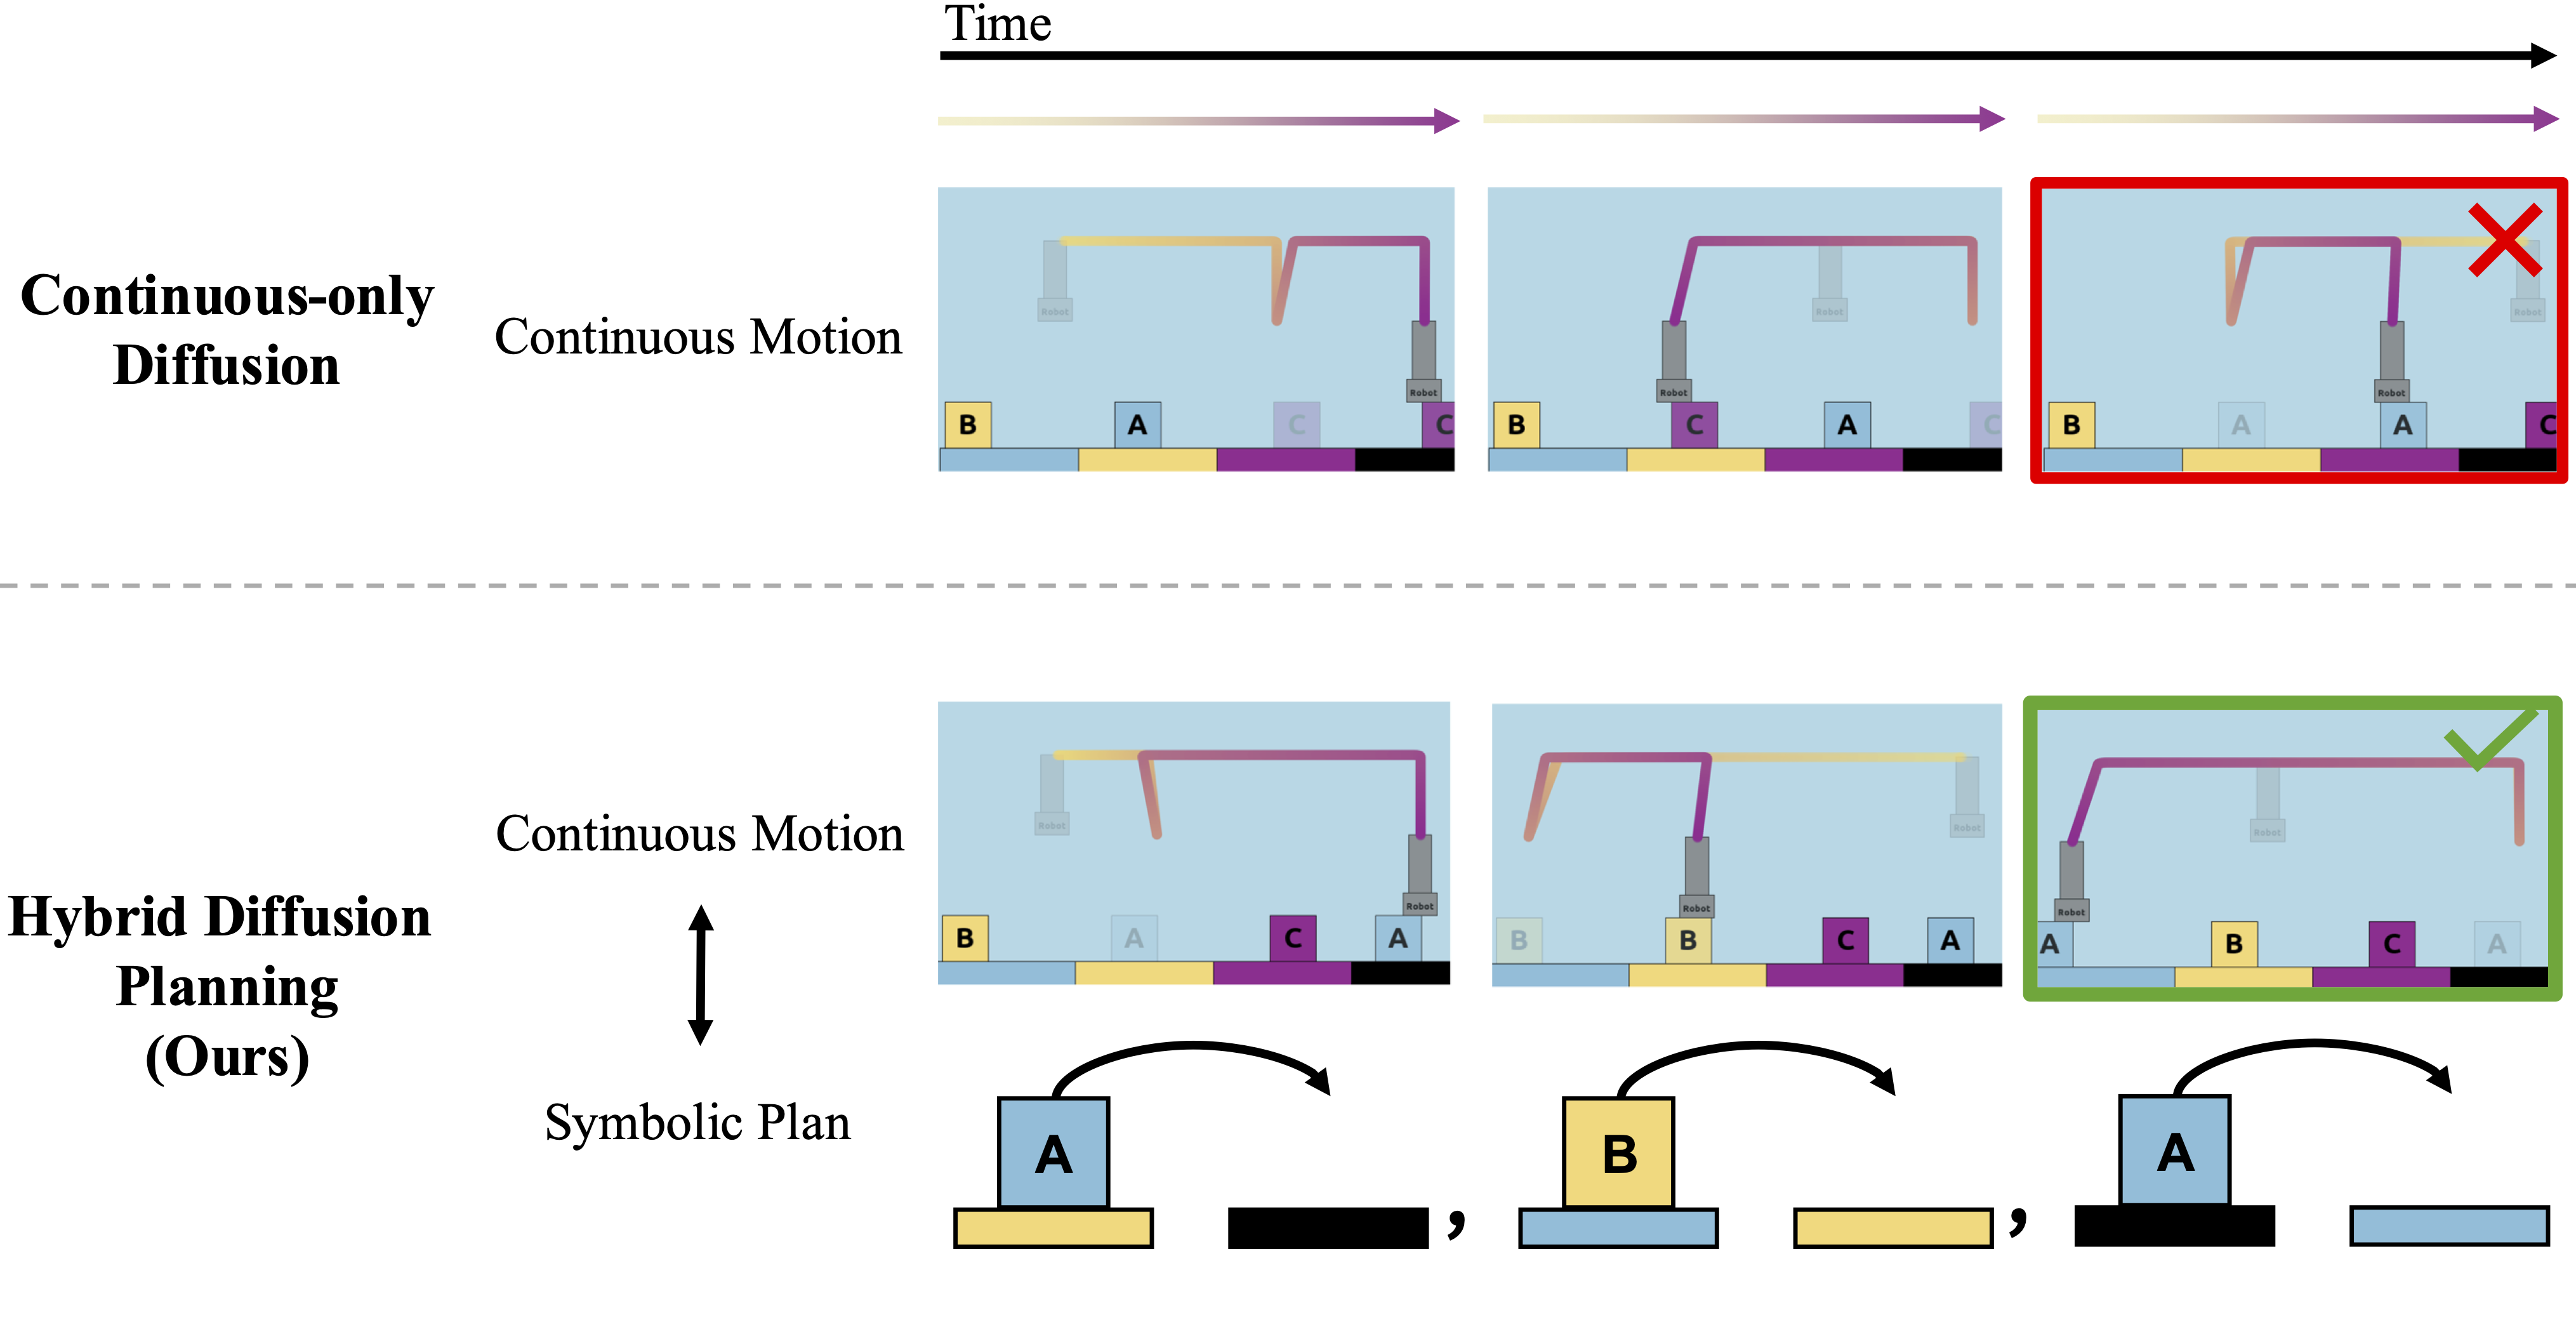 Time
Continuous-only
Diffusion
Continuous Motion
Robot
Robot
B
A
C
C
Robot
Robot
B
C
A
C
Robot
Robot
B
A
A
C
Hybrid Diffusion
Planning
(Ours)
Continuous Motion
Symbolic Plan
Robot
Robot
B
A
C
A
Robot
Robot
B
B
C
A
Robot
Robot
A
B
C
A
A
,
B
,
A